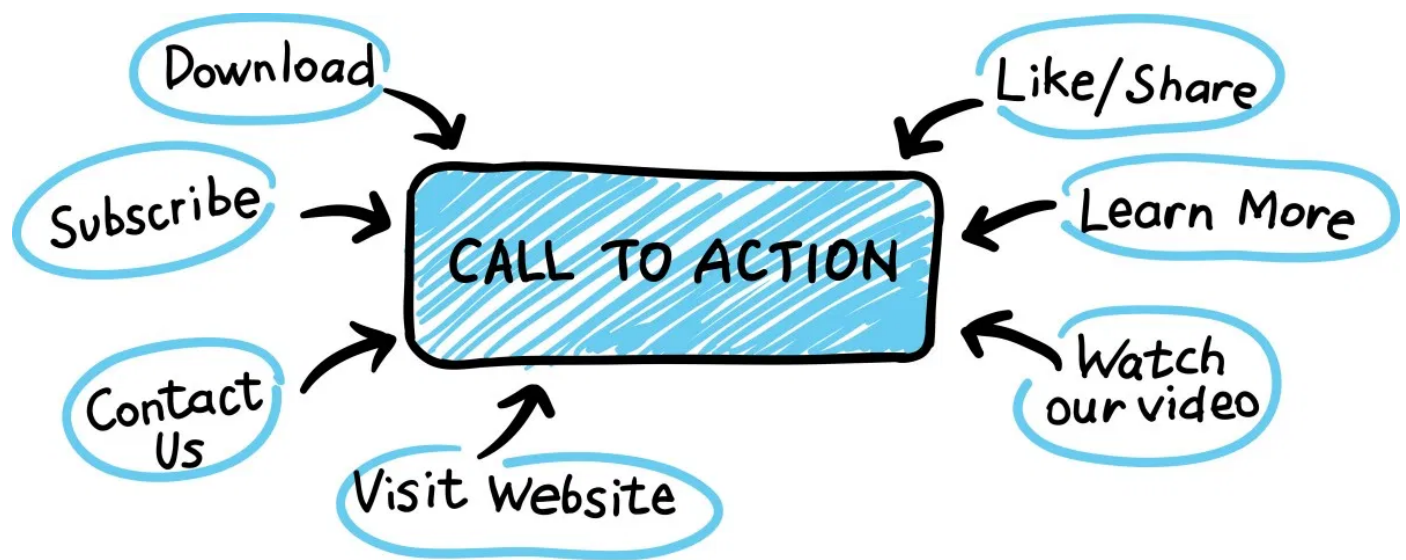 Download
Like/Share
Subscribe
Learn More
CALL TO ACTION
Contact
Us
Watch
our video
Visit Website